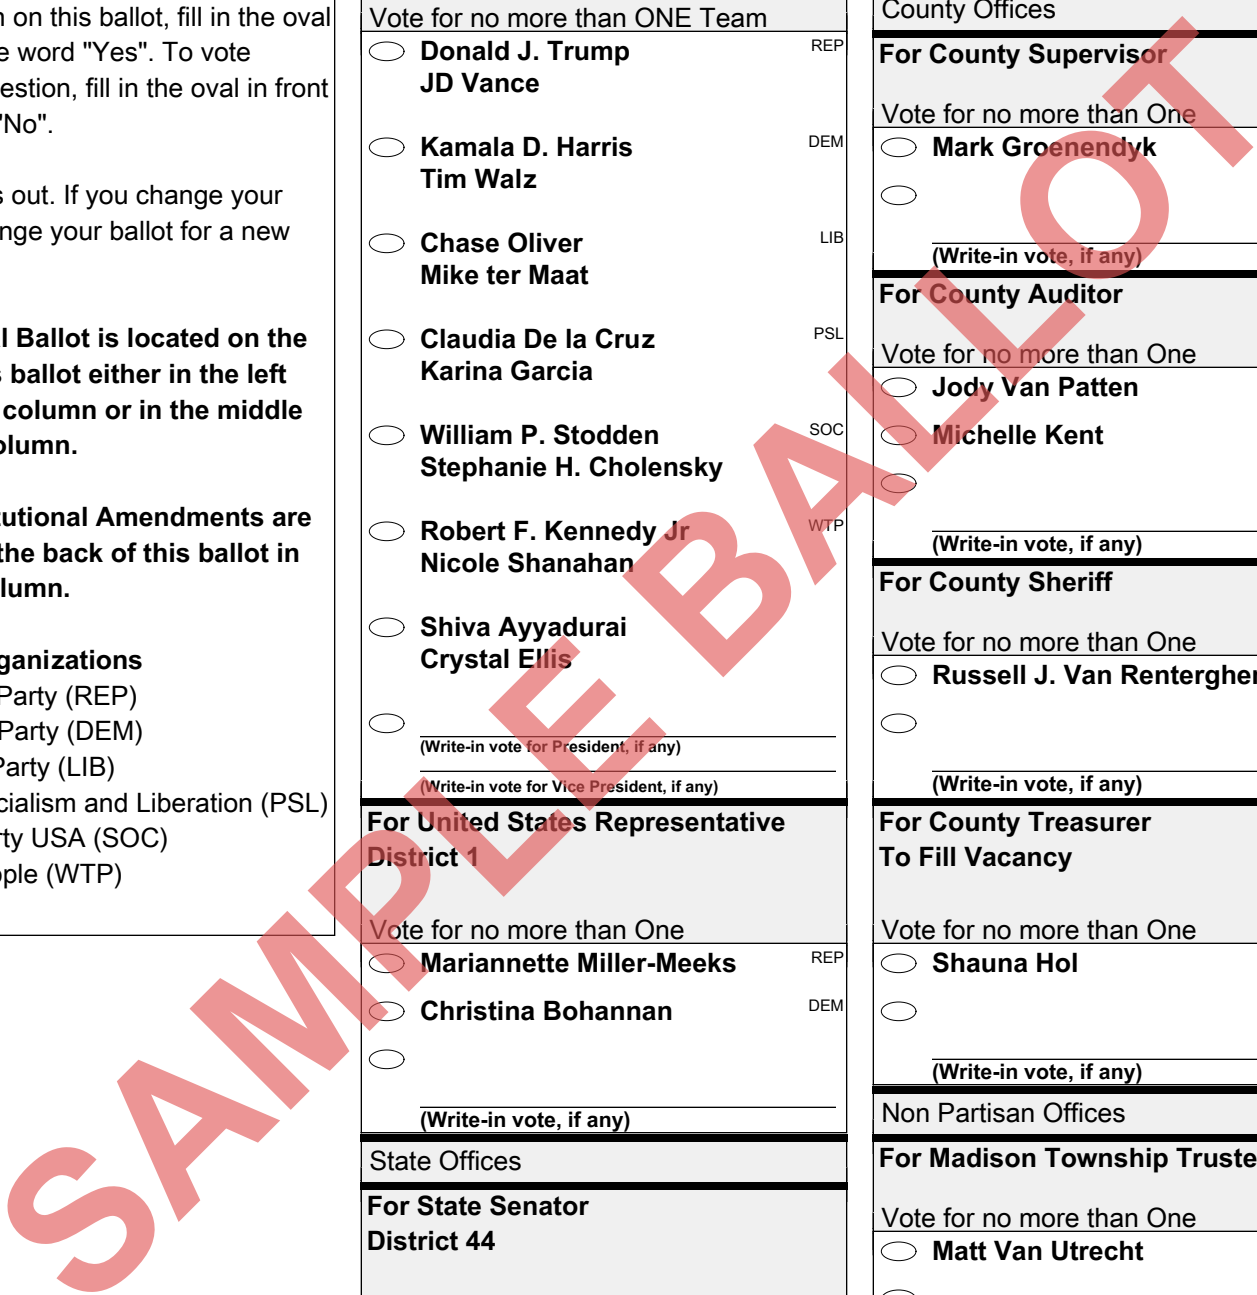 n on this ballot, fill in the oval
e word "Yes". To vote
estion, fill in the oval in front
"No".
s out. If you change your
nge your ballot for a new
l Ballot is located on the
s ballot either in the left
column or in the middle
olumn.
tutional Amendments are
the back of this ballot in
lumn.
ganizations
Party (REP)
Party (DEM)
Party (LIB)
cialism and Liberation (PSL)
rty USA (SOC)
ople (WTP)
Vote for no more than ONE Team
Donald J. Trump REP
JD Vance
Kamala D. Harris DEM
Tim Walz
Chase Oliver LIB
Mike ter Maat
Claudia De la Cruz PSL
Karina Garcia
William P. Stodden SOC
Stephanie H. Cholensky
Robert F. Kennedy Jr WTP
Nicole Shanahan
Shiva Ayyadurai
Crystal Ellis
(Write-in vote for President, if any)
(Write-in vote for Vice President, if any)
For United States Representative
District 1
Vote for no more than One
Mariannette Miller-Meeks REP
Christina Bohannan DEM
(Write-in vote, if any)
State Offices
For State Senator
District 44
County Offices
For County Supervisor
Vote for no more than One
Mark Groenendyk
(Write-in vote, if any)
For County Auditor
Vote for no more than One
Jody Van Patten
Michelle Kent
(Write-in vote, if any)
For County Sheriff
Vote for no more than One
Russell J. Van Renterghem
(Write-in vote, if any)
For County Treasurer
To Fill Vacancy
Vote for no more than One
Shauna Hol
(Write-in vote, if any)
Non Partisan Offices
For Madison Township Truste
Vote for no more than One
Matt Van Utrecht
SAMPLE BALLOT